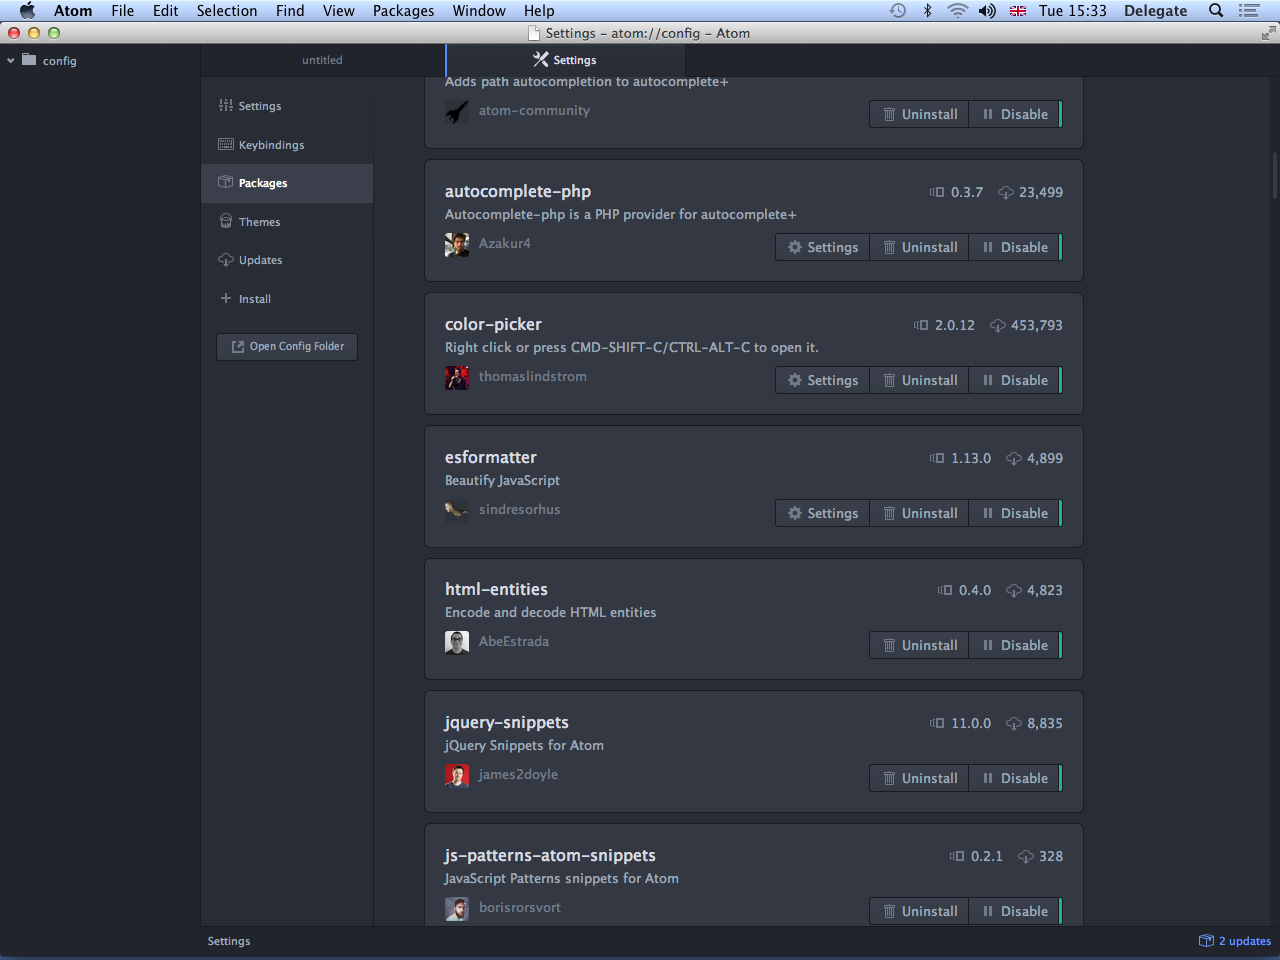 Atom File Edit Selection Find View Packages Window Help Tue 15:33 Delegate
Settings – atom://config – Atom
config
untitled
Settings
Settings
Keybindings
Packages
Themes
Updates
Install
Open Config Folder
Adds path autocompletion to autocomplete+
atom-community
Uninstall Disable
autocomplete-php 0.3.7 23,499
Autocomplete-php is a PHP provider for autocomplete+
Azakur4
Settings Uninstall Disable
color-picker 2.0.12 453,793
Right click or press CMD-SHIFT-C/CTRL-ALT-C to open it.
thomaslindstrom
Settings Uninstall Disable
esformatter 1.13.0 4,899
Beautify JavaScript
sindresorhus
Settings Uninstall Disable
html-entities 0.4.0 4,823
Encode and decode HTML entities
AbeEstrada
Uninstall Disable
jquery-snippets 11.0.0 8,835
jQuery Snippets for Atom
james2doyle
Uninstall Disable
js-patterns-atom-snippets 0.2.1 328
JavaScript Patterns snippets for Atom
borisrorsvort
Uninstall Disable
Settings
2 updates